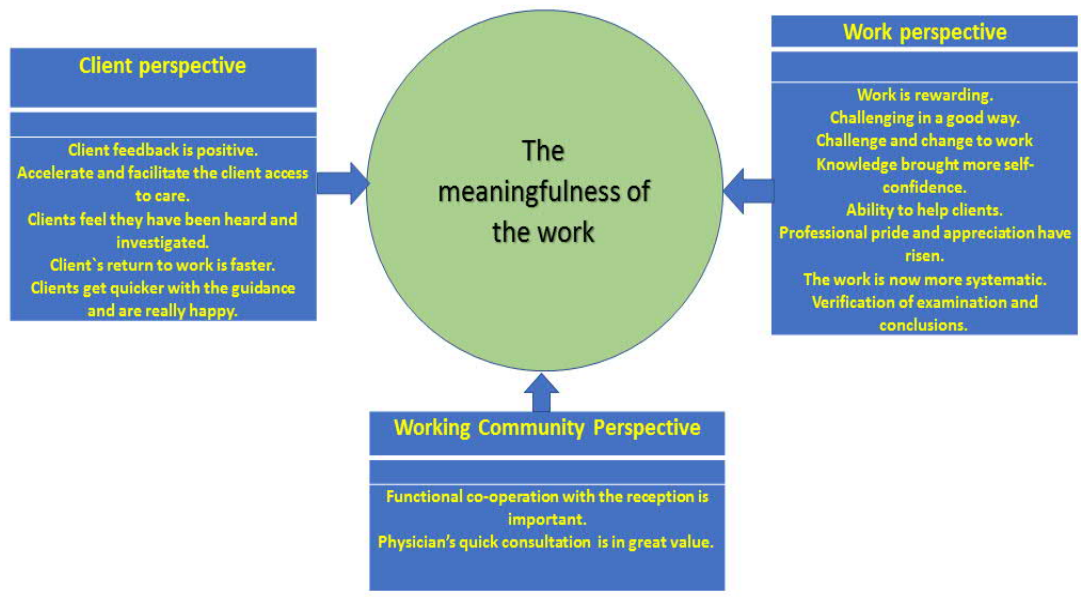 Client perspective
Client feedback is positive.
Accelerate and facilitate the client access
to care.
Clients feel they have been heard and
investigated.
Client`s return to work is faster.
Clients get quicker with the guidance
and are really happy.
The
meaningfulness of
the work
Work perspective
Work is rewarding.
Challenging in a good way.
Challenge and change to work
Knowledge brought more self-
confidence.
Ability to help clients.
Professional pride and appreciation have
risen.
The work is now more systematic.
Verification of examination and
conclusions.
Working Community Perspective
Functional co-operation with the reception is
important.
Physician’s quick consultation is in great value.